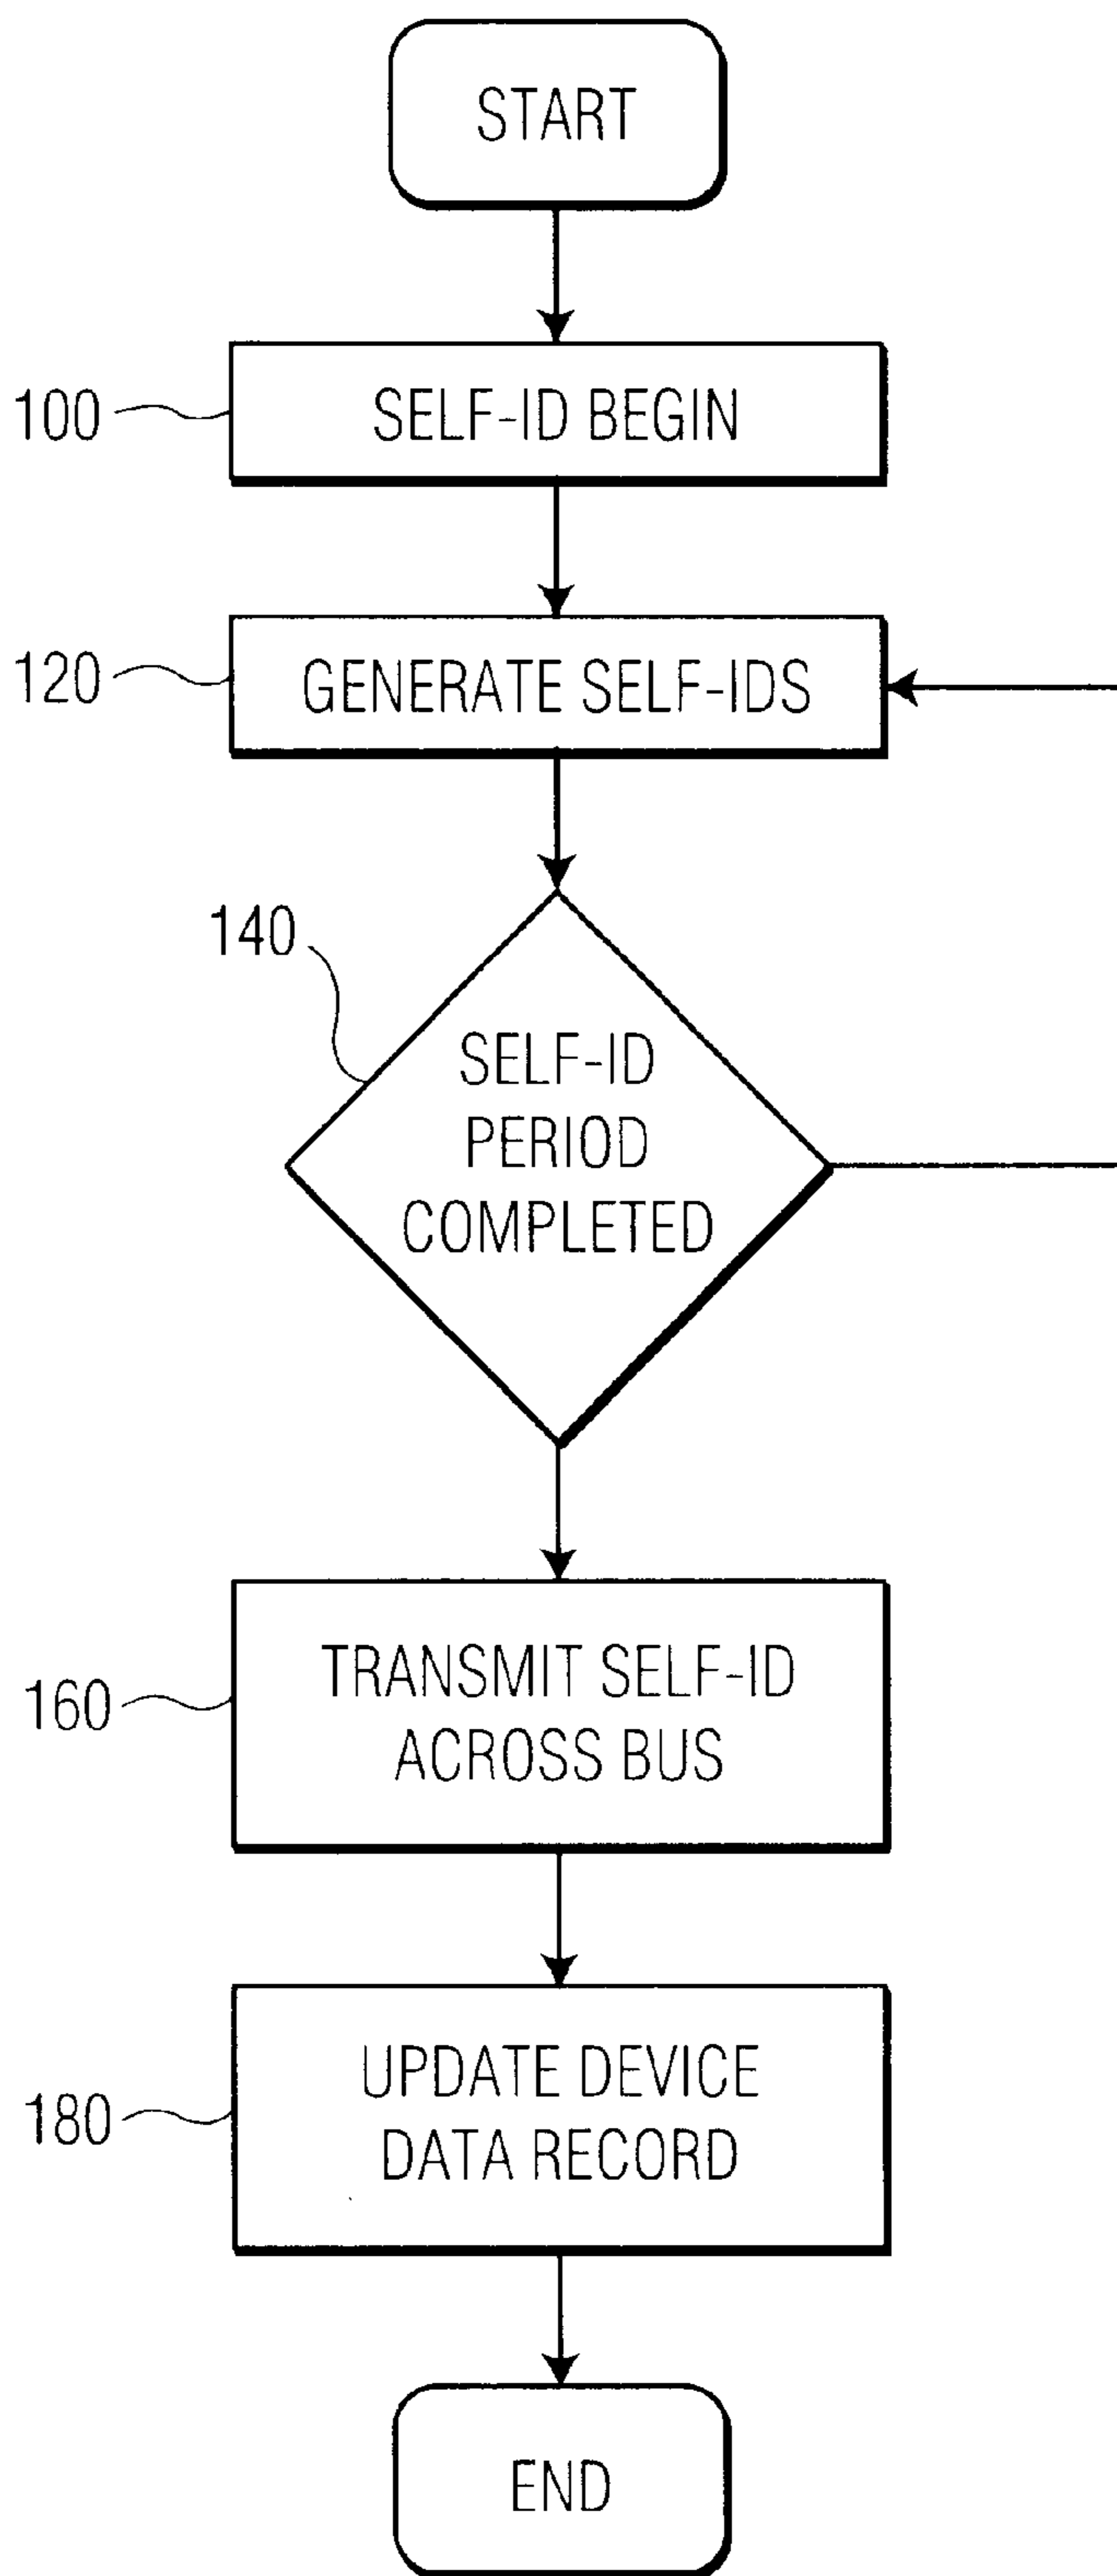 START
100
SELF-ID BEGIN
120
GENERATE SELF-IDS
140
SELF-ID
PERIOD
COMPLETED
160
TRANSMIT SELF-ID
ACROSS BUS
180
UPDATE DEVICE
DATA RECORD
END